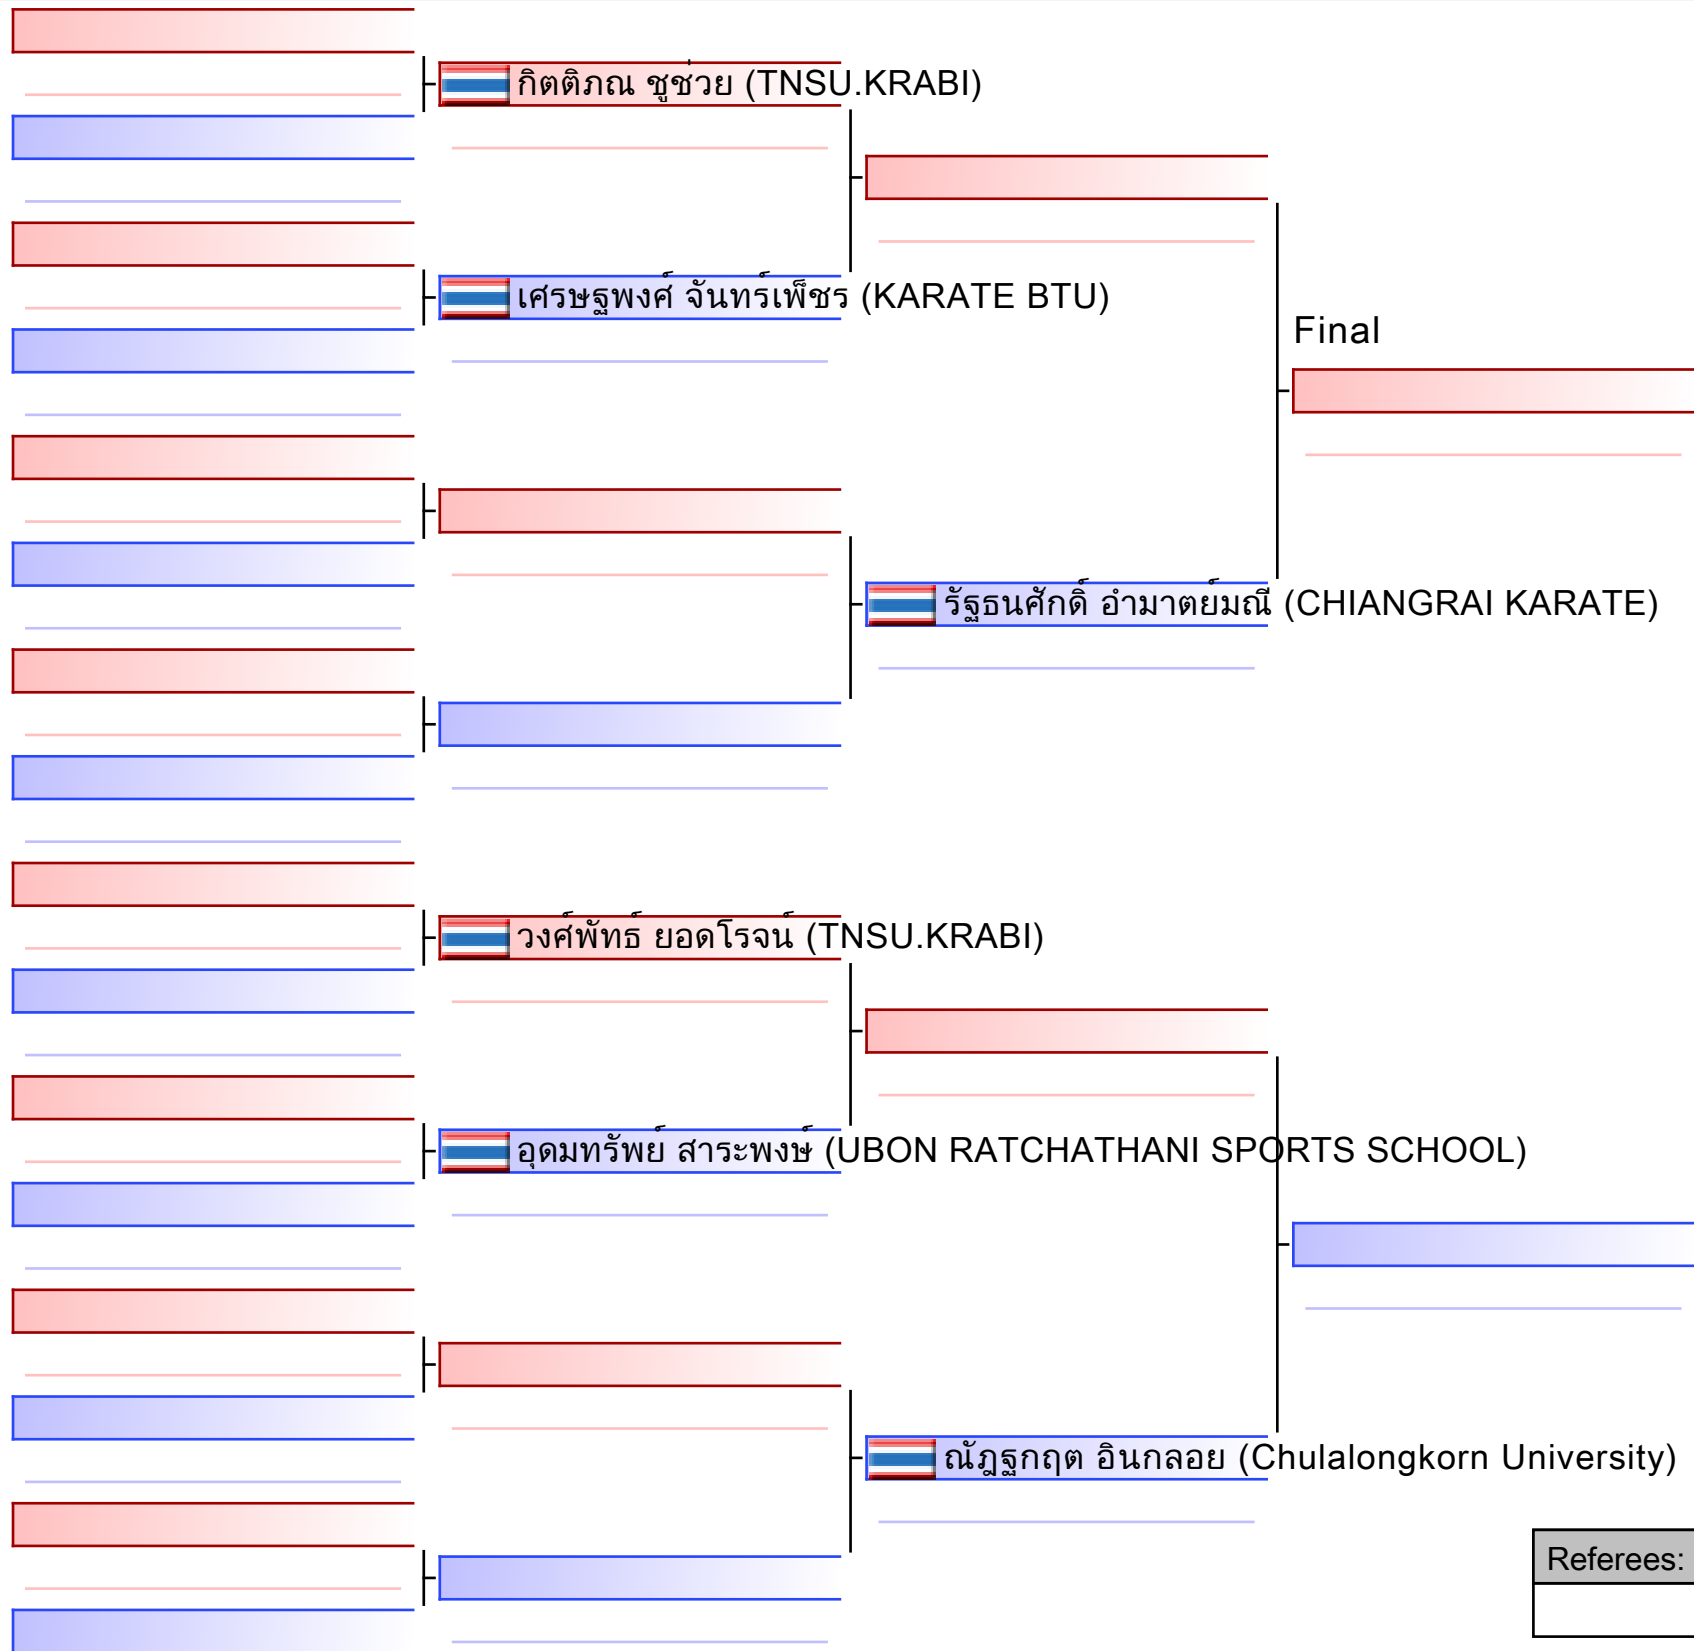 กิตติภณ ชูช่วย (TNSU.KRABI)
เศรษฐพงศ์ จันทร์เพ็ชร (KARATE BTU)
Final
รัฐธนศักดิ์ อำมาตย์มณี (CHIANGRAI KARATE)
วงศ์พัทธ์ ยอดโรจน์ (TNSU.KRABI)
อุดมทรัพย์ สาระพงษ์ (UBON RATCHATHANI SPORTS SCHOOL)
ณัฎฐกฤต อินกลอย (Chulalongkorn University)
Referees: